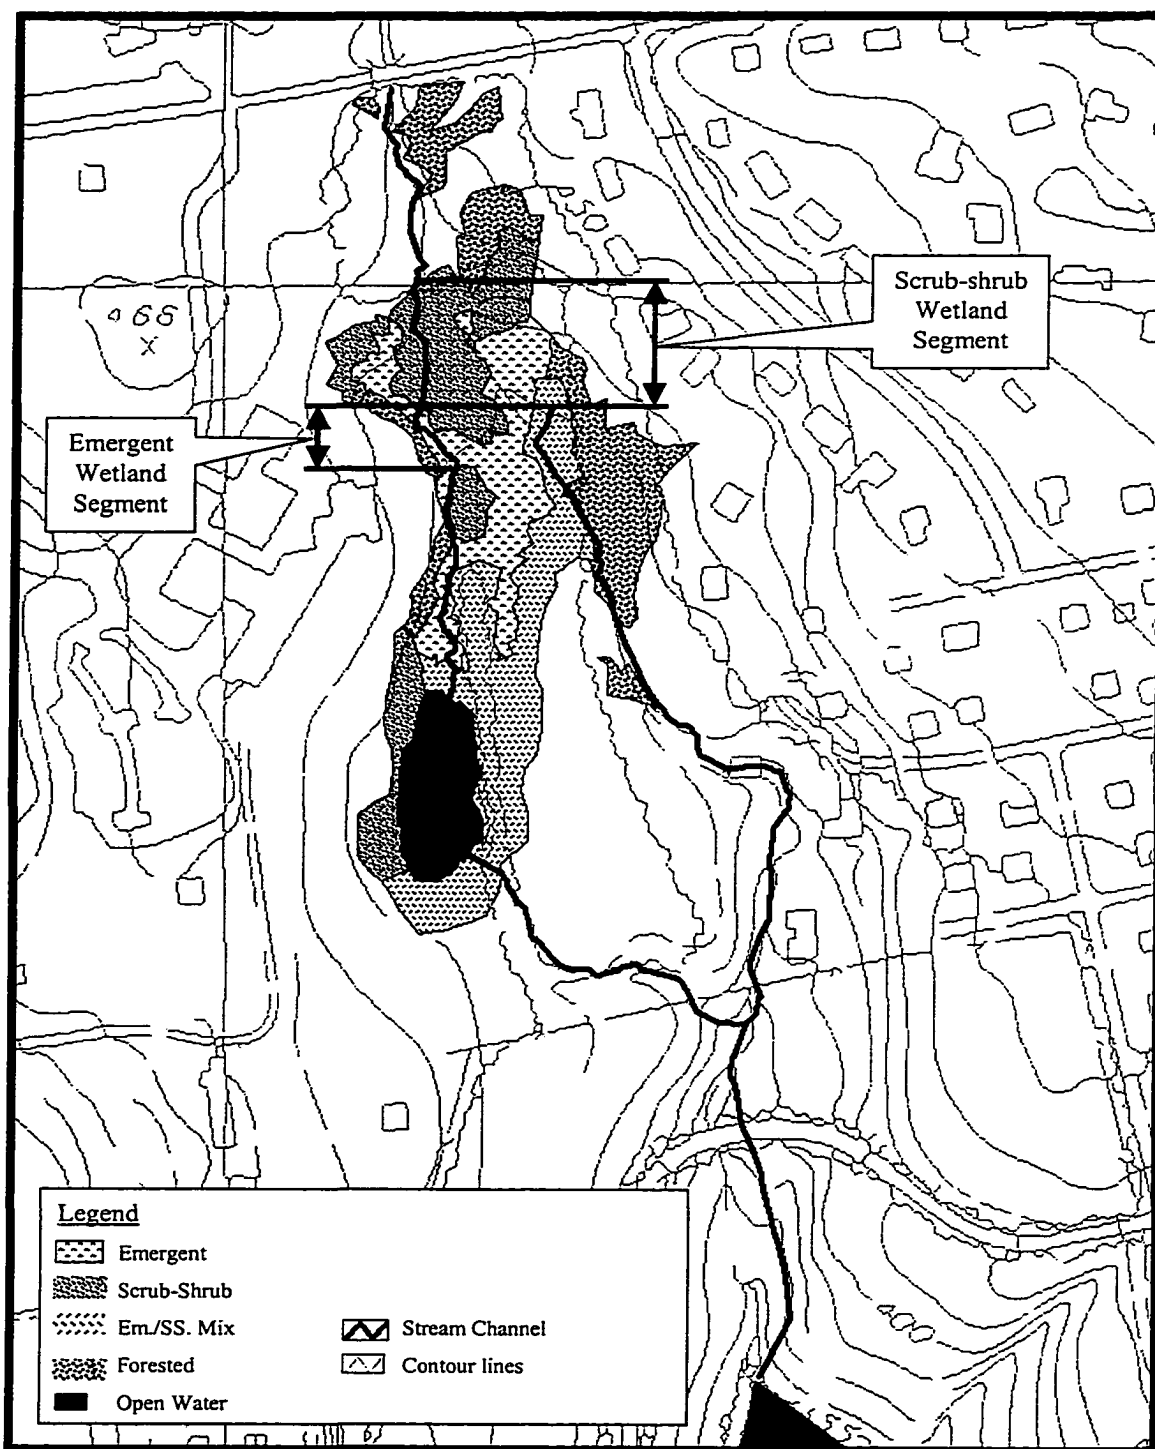 Scrub-shrub
Wetland
Segment
068
X
Emergent
Wetland
Segment
Legend
Emergent
Scrub-Shrub
Em./SS. Mix
Forested
Open Water
Stream Channel
Contour lines